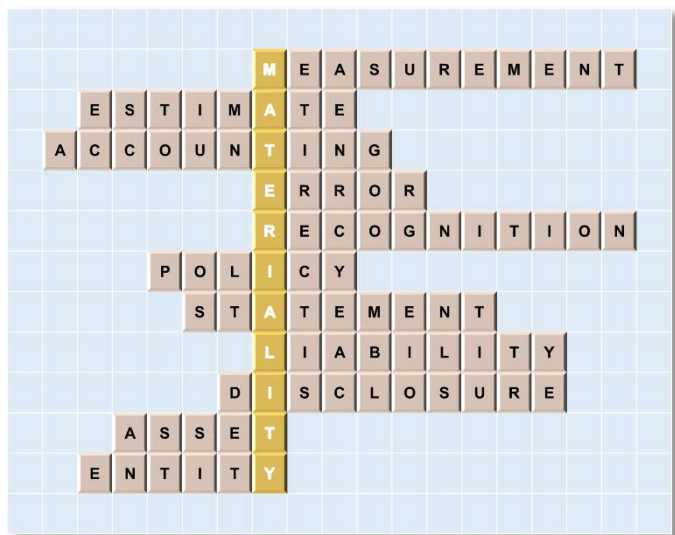 MEASUREMENT
ESTIMATE
ACCOUNTING
ERROR
RECOGNITION
POLICY
STATEMENT
LIABILITY
DISCLOSURE
ASSET
ENTITY